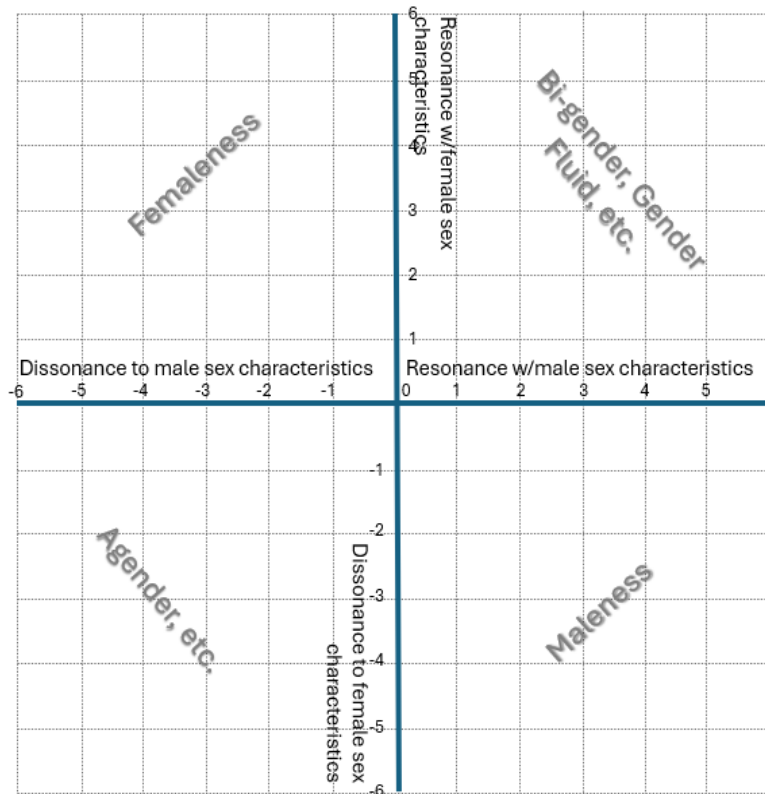 6
Resonance w/female sex
characteristics
5
4
3
2
1
Femaleness
Bi-gender, Gender
Fluid, etc.
Dissonance to male sex characteristics
Resonance w/male sex characteristics
-6 -5 -4 -3 -2 -1 0 1 2 3 4 5
-1
-2
-3
-4
-5
-6
Agender, etc.
Dissonance to female sex
characteristics
Maleness